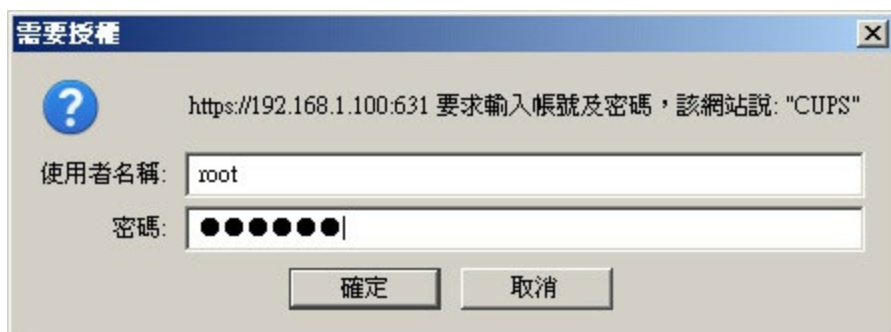 需要授權
https://192.168.1.100:631 要求輸入帳號及密碼，該網站說: "CUPS"
使用者名稱: root
密碼: ●●●●●●
確定 取消